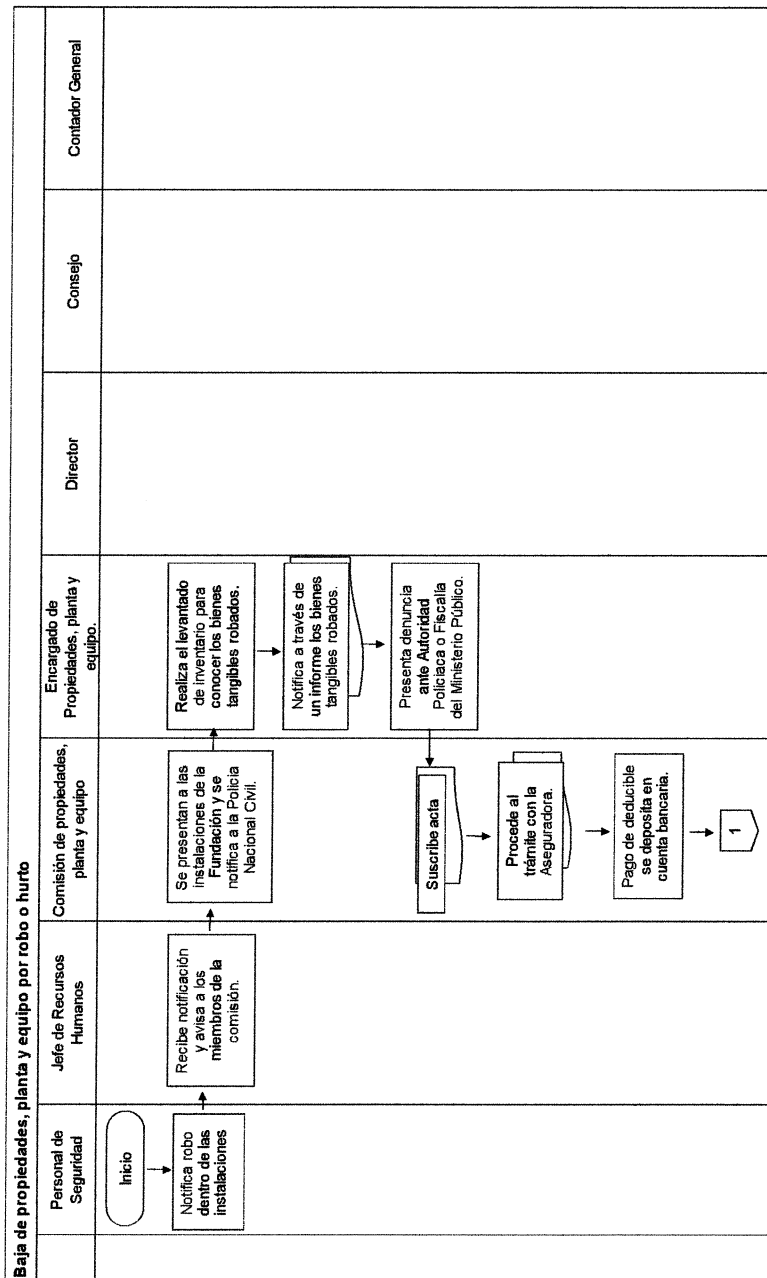 Baja de propiedades, planta y equipo por robo o hurto
Personal de
Seguridad
Jefe de Recursos
Humanos
Comisión de propiedades,
planta y equipo
Encargado de
Propiedades, planta y
equipo.
Director
Consejo
Contador General
Inicio
Notifica robo
dentro de las
instalaciones
Recibe notificación
y avisa a los
miembros de la
comisión.
Se presentan a las
instalaciones de la
Fundación y se
notifica a la Policia
Nacional Civil.
Realiza el levantado
de inventario para
conocer los bienes
tangibles robados.
Notifica a través de
un informe los bienes
tangibles robados.
Presenta denuncia
ante Autoridad
Policiaca o Fiscalía
del Ministerio Público.
Suscribe acta
Procede al
trámite con la
Aseguradora.
Pago de deducible
se deposita en
cuenta bancaria.
1